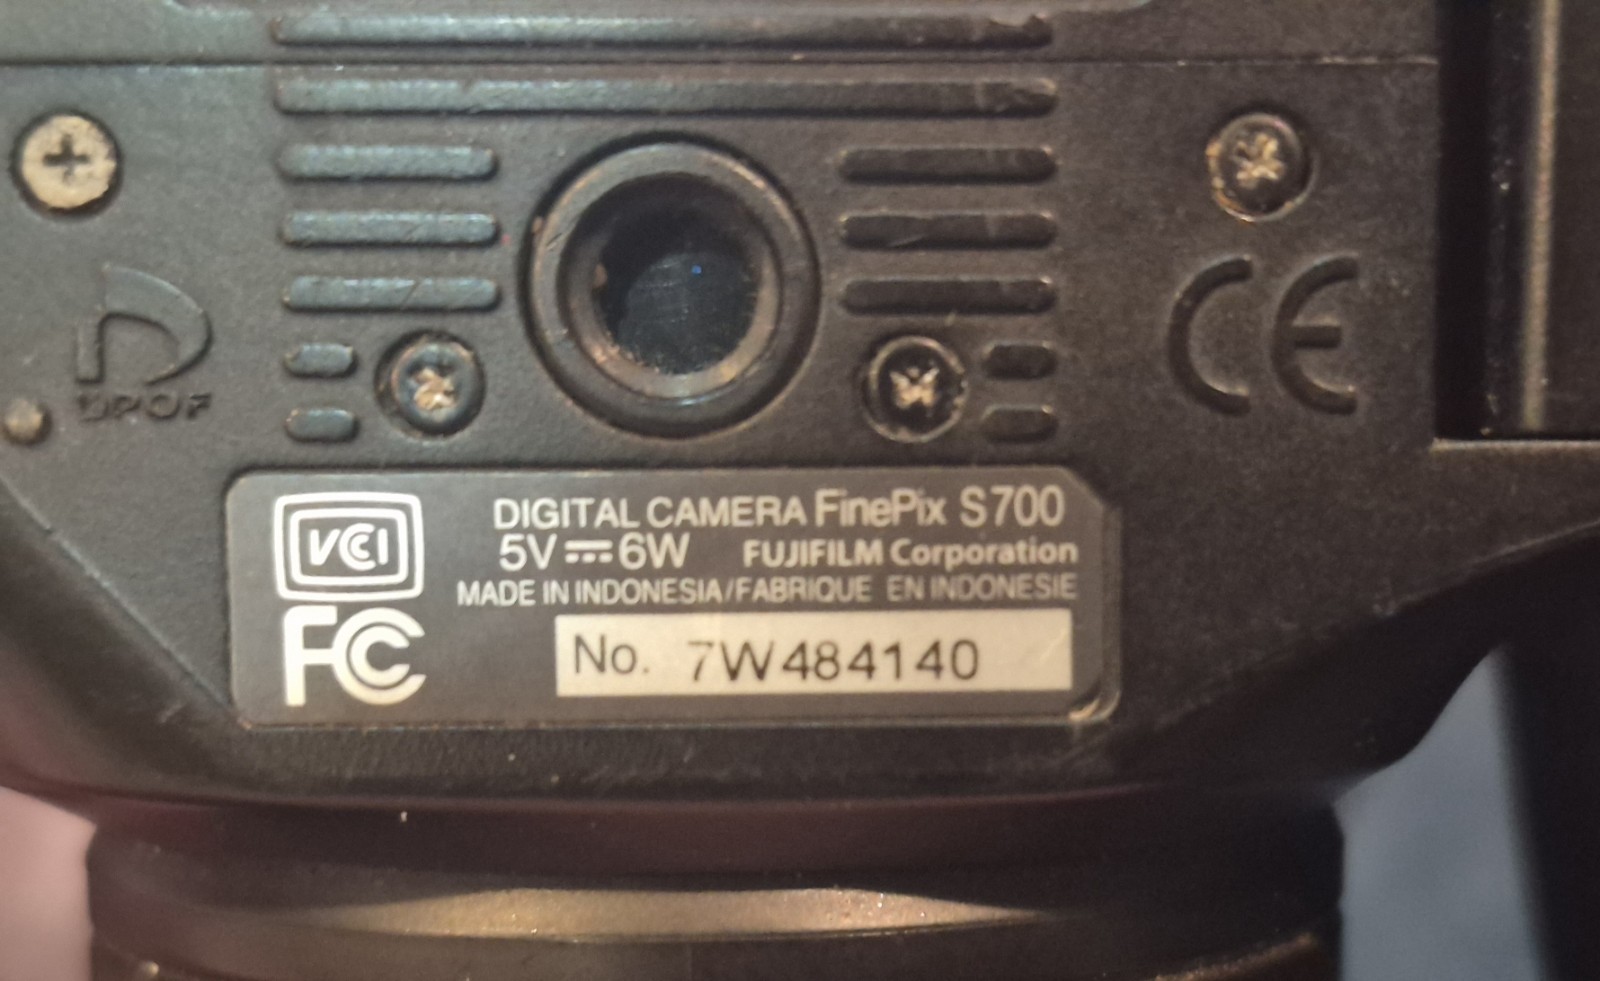 DPOF
CE
VCCI
DIGITAL CAMERA FinePix S700
5V⎓6W FUJIFILM Corporation
MADE IN INDONESIA/FABRIQUE EN INDONESIE
FC
No. 7W484140